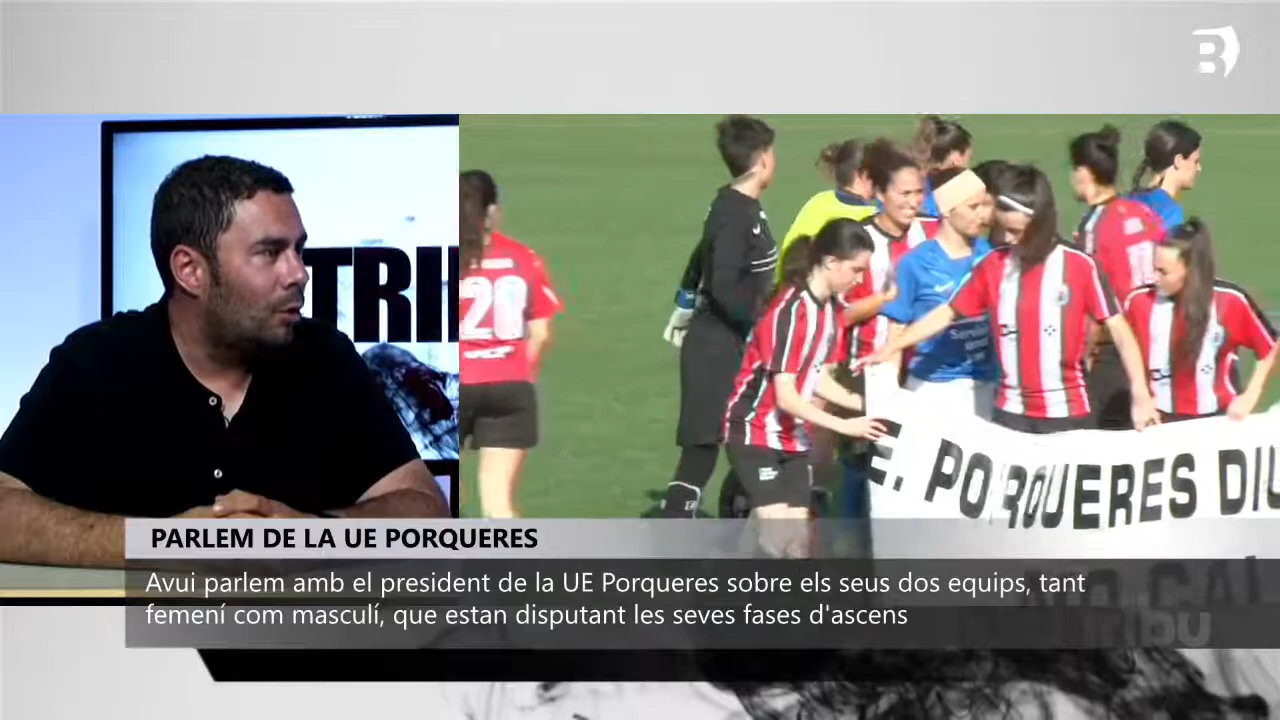 B
TRI
20
E. PORQUERES DIU
PARLEM DE LA UE PORQUERES
Avui parlem amb el president de la UE Porqueres sobre els seus dos equips, tant
femení com masculí, que estan disputant les seves fases d'ascens